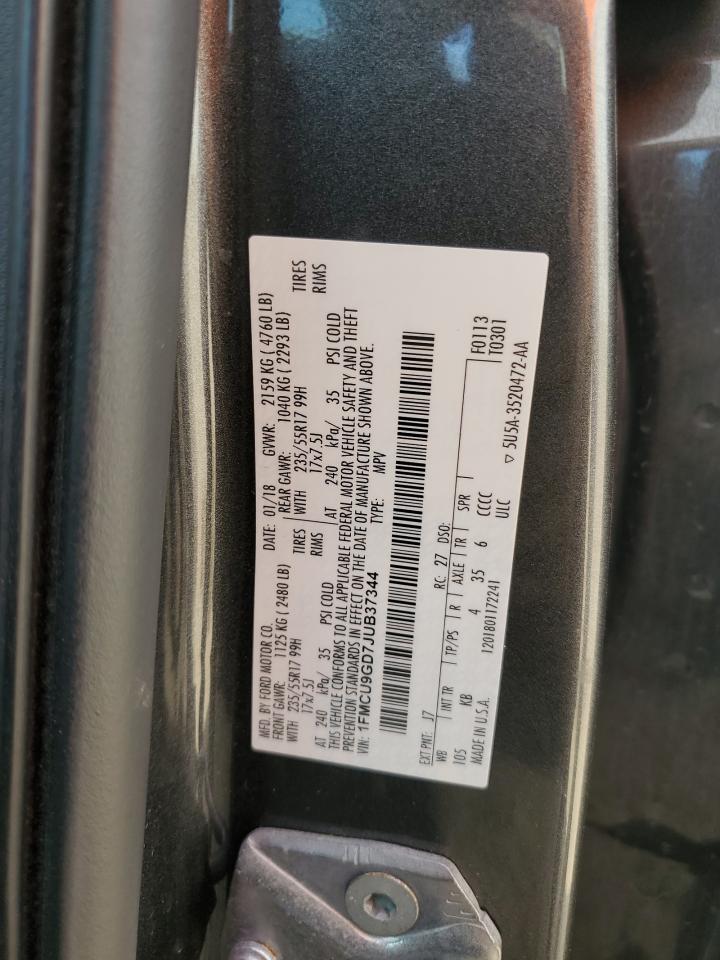 MFD. BY FORD MOTOR CO. DATE: 01/18 GVWR: 2159 KG ( 4760 LB)
FRONT GAWR: 1125 KG ( 2480 LB) REAR GAWR: 1040 KG ( 2293 LB)
WITH 235/55R17 99H TIRES WITH 235/55R17 99H TIRES
17x7.5J RIMS 17x7.5J RIMS
AT 240 kPa/ 35 PSI COLD AT 240 kPa/ 35 PSI COLD
THIS VEHICLE CONFORMS TO ALL APPLICABLE FEDERAL MOTOR VEHICLE SAFETY AND THEFT
PREVENTION STANDARDS IN EFFECT ON THE DATE OF MANUFACTURE SHOWN ABOVE.
VIN: 1FMCU9GD7JUB37344 TYPE: MPV
EXT PNT: J7 RC: 27 DSO: F0113
WB INT TR TP/PS R AXLE TR SPR T0301
105 KB 4 35 6 CCCC
MADE IN U.S.A. 1201801172241 ULC ▽ 5U5A-3520472-AA